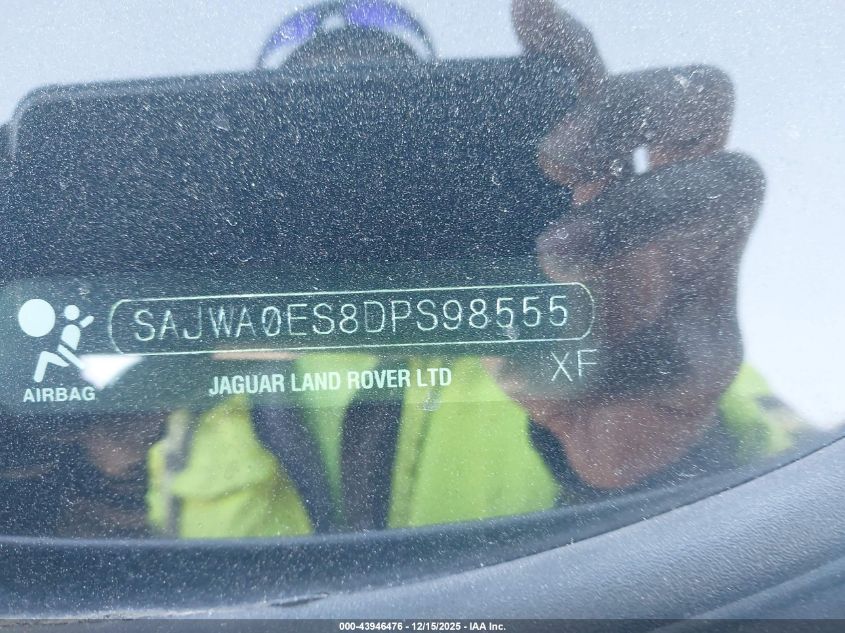 SAJWA0ES8DPS98555
XF
AIRBAG
JAGUAR LAND ROVER LTD
000-43946476 - 12/15/2025 - IAA Inc.